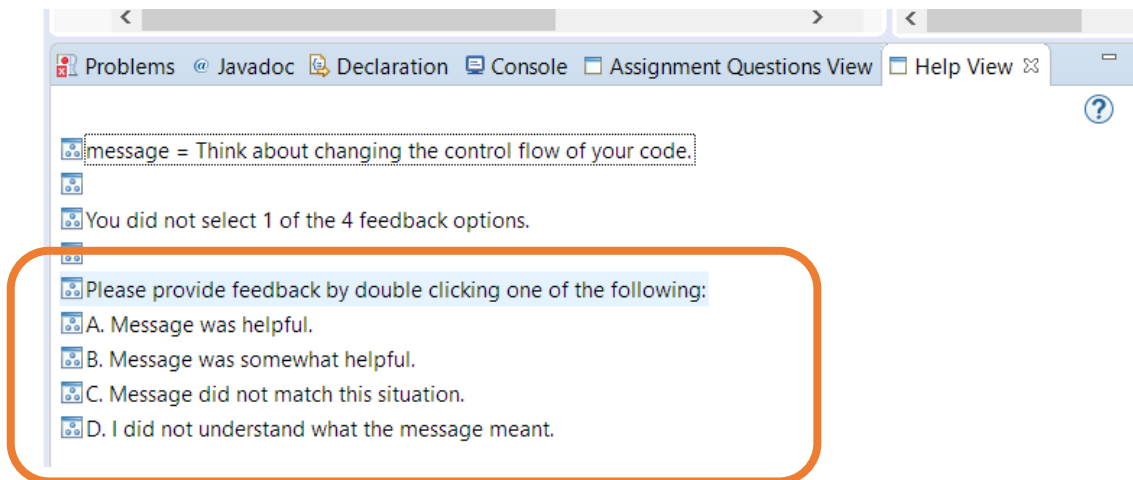 Problems @ Javadoc Declaration Console Assignment Questions View Help View
message = Think about changing the control flow of your code.
You did not select 1 of the 4 feedback options.
Please provide feedback by double clicking one of the following:
A. Message was helpful.
B. Message was somewhat helpful.
C. Message did not match this situation.
D. I did not understand what the message meant.